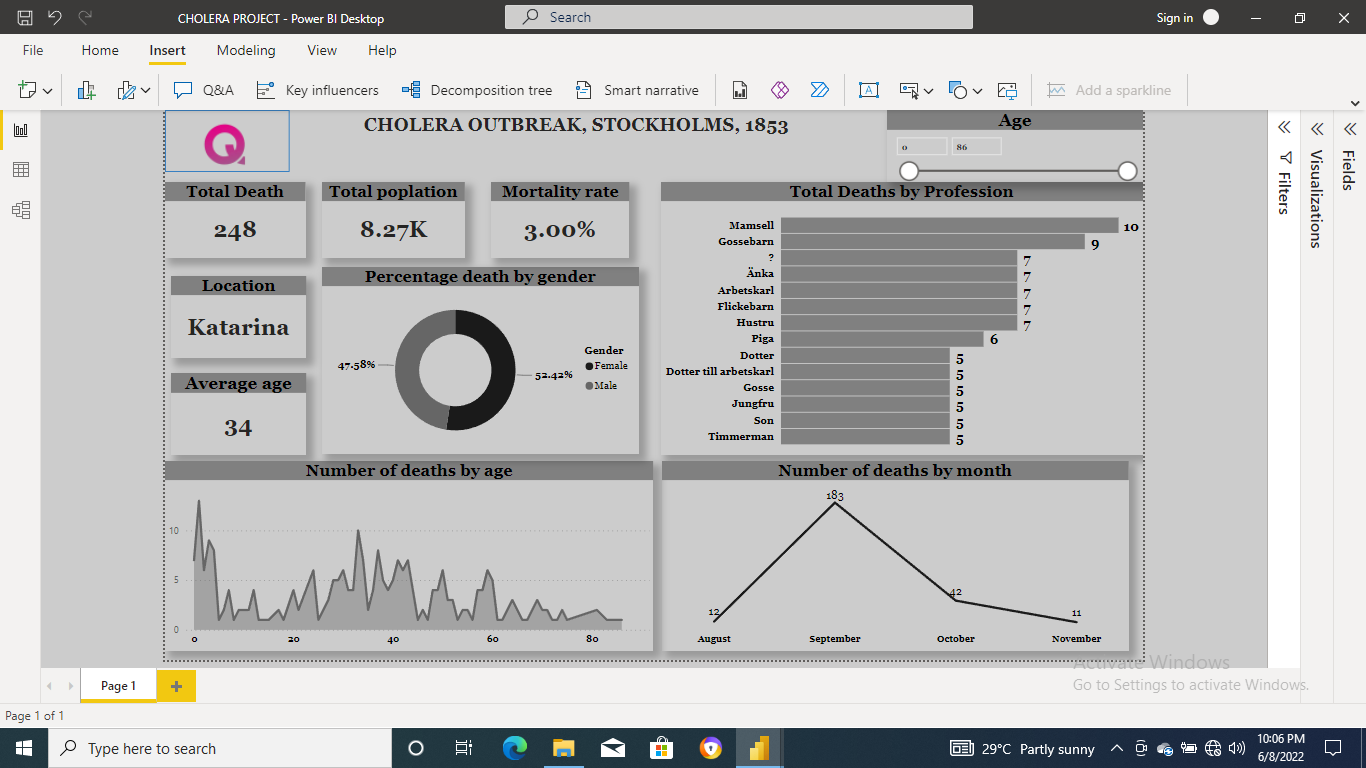 CHOLERA PROJECT - Power BI Desktop
Search
Sign in
File Home Insert Modeling View Help
Q&A Key influencers Decomposition tree Smart narrative A Add a sparkline
Q
CHOLERA OUTBREAK, STOCKHOLMS, 1853
Age
0 86
Filters
Visualizations
Fields
Total Death
248
Total poplation
8.27K
Mortality rate
3.00%
Location
Katarina
Average age
34
Percentage death by gender
47.58%
52.42%
Gender
Female
Male
Total Deaths by Profession
Mamsell 10
Gossebarn 9
? 7
Änka 7
Arbetskarl 7
Flickebarn 7
Hustru 7
Piga 6
Dotter 5
Dotter till arbetskarl 5
Gosse 5
Jungfru 5
Son 5
Timmerman 5
Number of deaths by age
10
5
0
0 20 40 60 80
Number of deaths by month
183
12
42
11
August September October November
Activate Windows
Go to Settings to activate Windows.
Page 1
Page 1 of 1
Type here to search
29°C Partly sunny
10:06 PM
6/8/2022